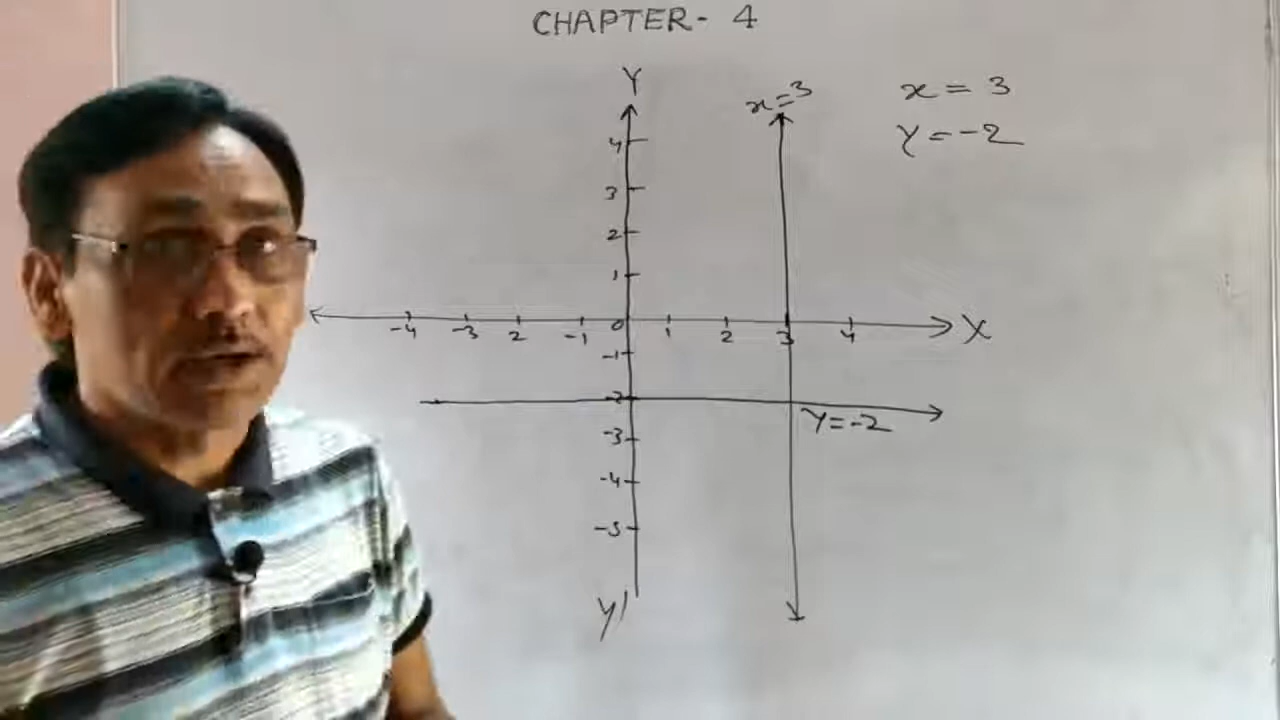 CHAPTER- 4
Y
x=3
x = 3
Y = -2
4
3
2
1
-4 -3 2 -1 0 1 2 3 4 X
-1
-2
Y=-2
-3
-4
-5
Y'